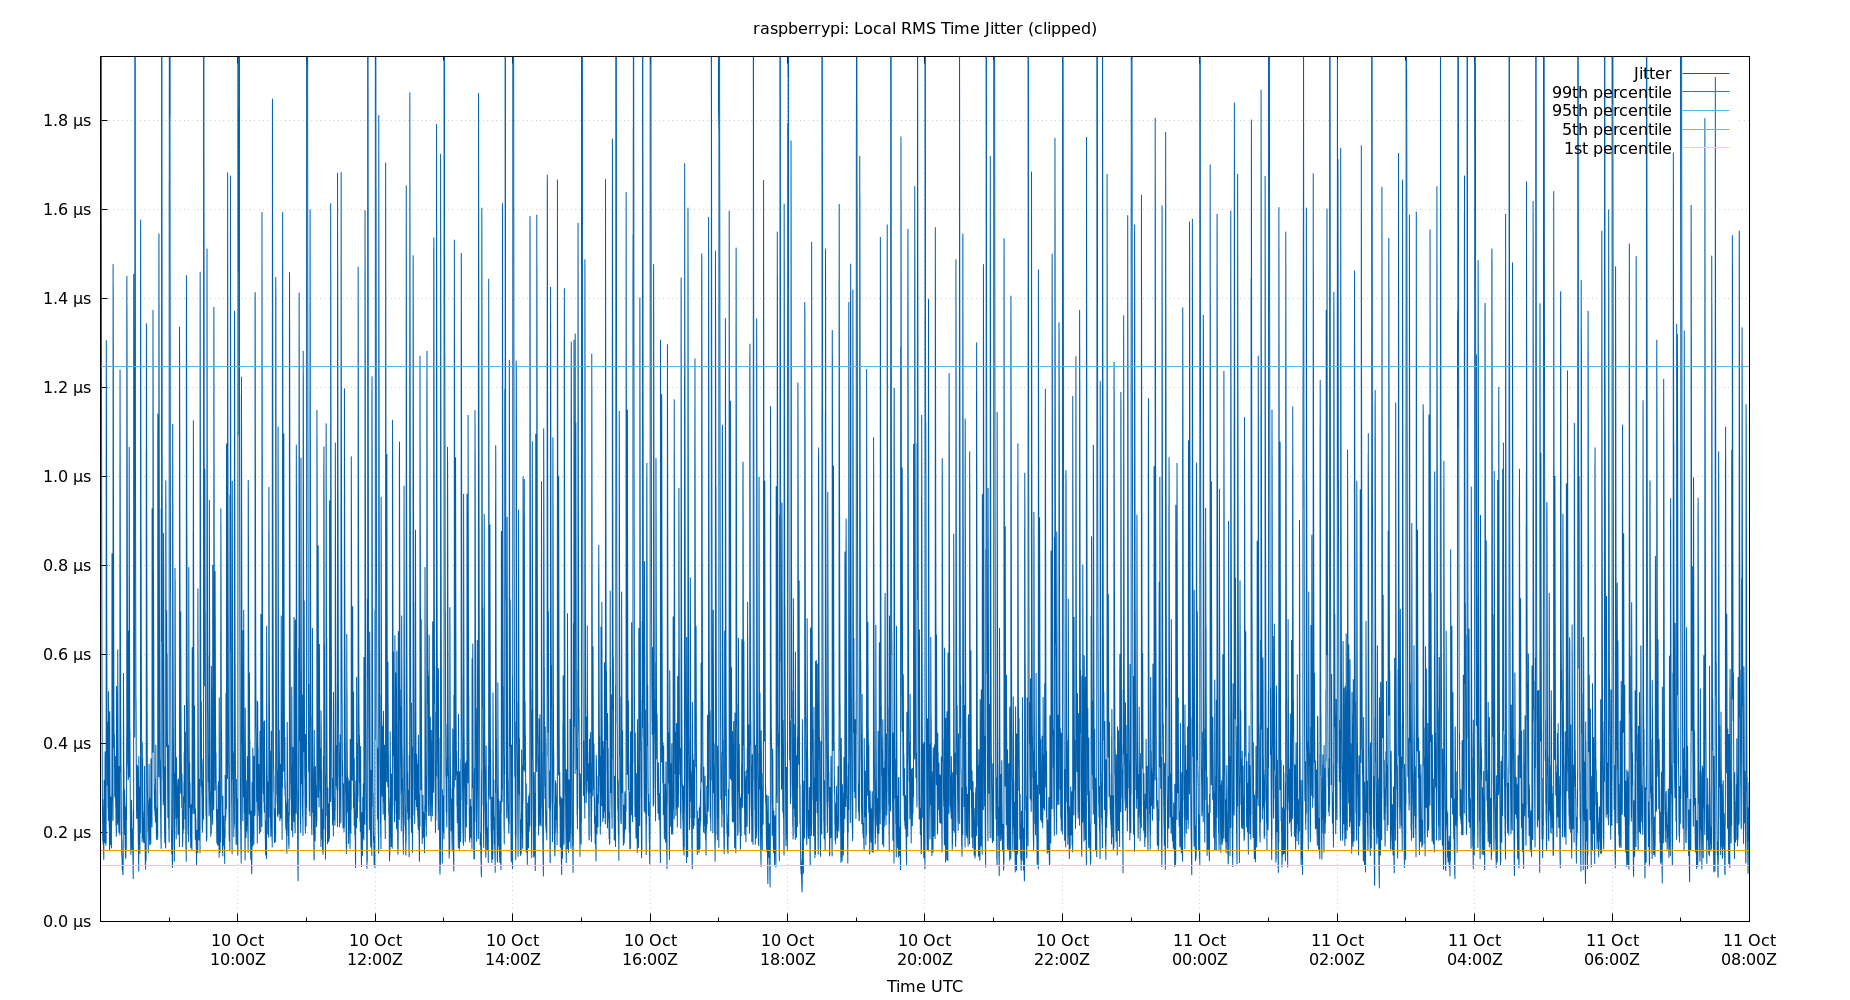 raspberrypi: Local RMS Time Jitter (clipped)
Jitter
99th percentile
95th percentile
5th percentile
1st percentile
1.8 µs
1.6 µs
1.4 µs
1.2 µs
1.0 µs
0.8 µs
0.6 µs
0.4 µs
0.2 µs
0.0 µs
10 Oct 10 Oct 10 Oct 10 Oct 10 Oct 10 Oct 10 Oct 11 Oct 11 Oct 11 Oct 11 Oct 11 Oct
10:00Z 12:00Z 14:00Z 16:00Z 18:00Z 20:00Z 22:00Z 00:00Z 02:00Z 04:00Z 06:00Z 08:00Z
Time UTC